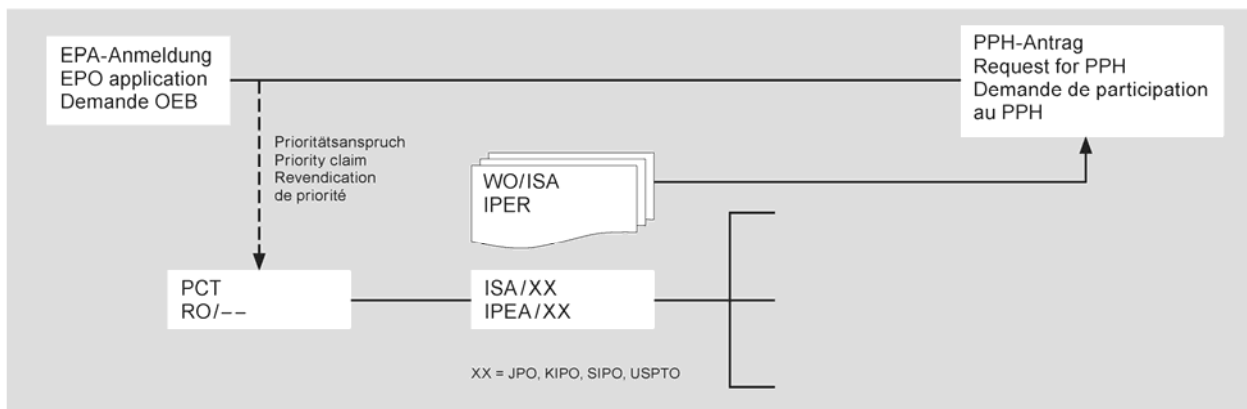 EPA-Anmeldung
EPO application
Demande OEB
PPH-Antrag
Request for PPH
Demande de participation
au PPH
Prioritätsanspruch
Priority claim
Revendication
de priorité
WO/ISA
IPER
PCT
RO/--
ISA/XX
IPEA/XX
XX = JPO, KIPO, SIPO, USPTO